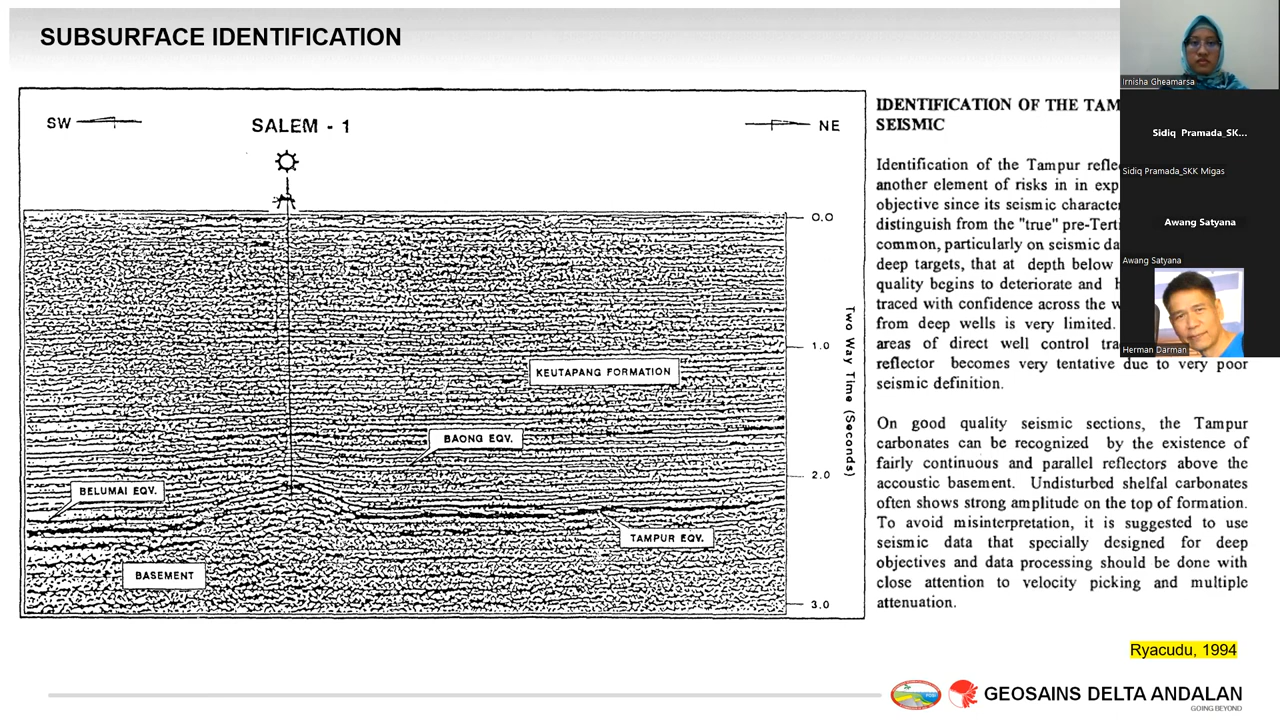 SUBSURFACE IDENTIFICATION
SW
SALEM - 1
NE
0.0
1.0
2.0
3.0
Two Way Time (Seconds)
KEUTAPANG FORMATION
BAONG EQV.
BELUMAI EQV.
TAMPUR EQV.
BASEMENT
IDENTIFICATION OF THE
SEISMIC
Identification of the Tampur
another element of risks in in
objective since its seismic
distinguish from the "true"
common, particularly on seismic
deep targets, that at depth below
quality begins to deteriorate and
traced with confidence across the
from deep wells is very limited.
areas of direct well control
reflector becomes very tentative due to very poor
seismic definition.
On good quality seismic sections, the Tampur
carbonates can be recognized by the existence of
fairly continuous and parallel reflectors above the
accoustic basement. Undisturbed shelfal carbonates
often shows strong amplitude on the top of formation.
To avoid misinterpretation, it is suggested to use
seismic data that specially designed for deep
objectives and data processing should be done with
close attention to velocity picking and multiple
attenuation.
Ryacudu, 1994
GEOSAINS DELTA ANDALAN
GOING BEYOND
Irnisha Gheamarsa
Sidiq Pramada_SK...
Sidiq Pramada_SKK Migas
Awang Satyana
Awang Satyana
Herman Darman